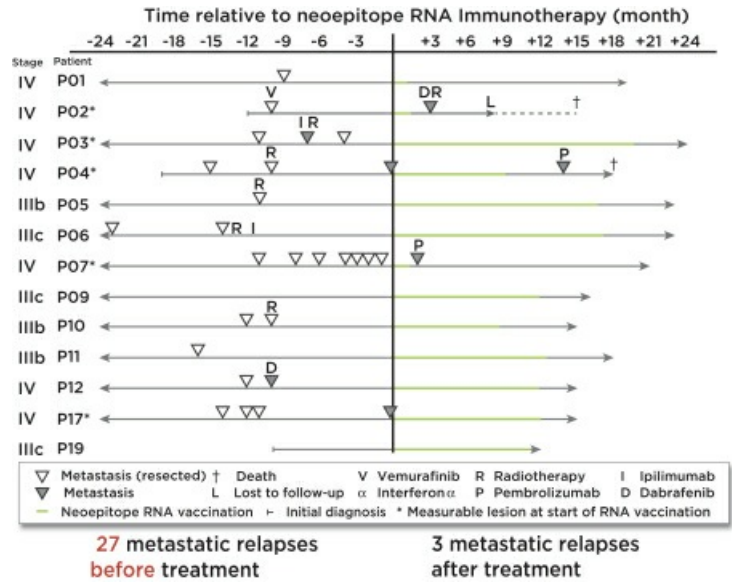 Time relative to neoepitope RNA Immunotherapy (month)
-24 -21 -18 -15 -12 -9 -6 -3 +3 +6 +9 +12 +15 +18 +21 +24
Stage Patient
IV P01
V DR
IV P02* L †
I R
IV P03*
R P
IV P04* †
R
IIIb P05
IIIc P06 R I
P
IV P07*
IIIc P09
R
IIIb P10
IIIb P11
D
IV P12
IV P17*
IIIc P19
Metastasis (resected) † Death V Vemurafinib R Radiotherapy I Ipilimumab
Metastasis L Lost to follow-up α Interferon α P Pembrolizumab D Dabrafenib
Neoepitope RNA vaccination Initial diagnosis * Measurable lesion at start of RNA vaccination
27 metastatic relapses
before treatment
3 metastatic relapses
after treatment